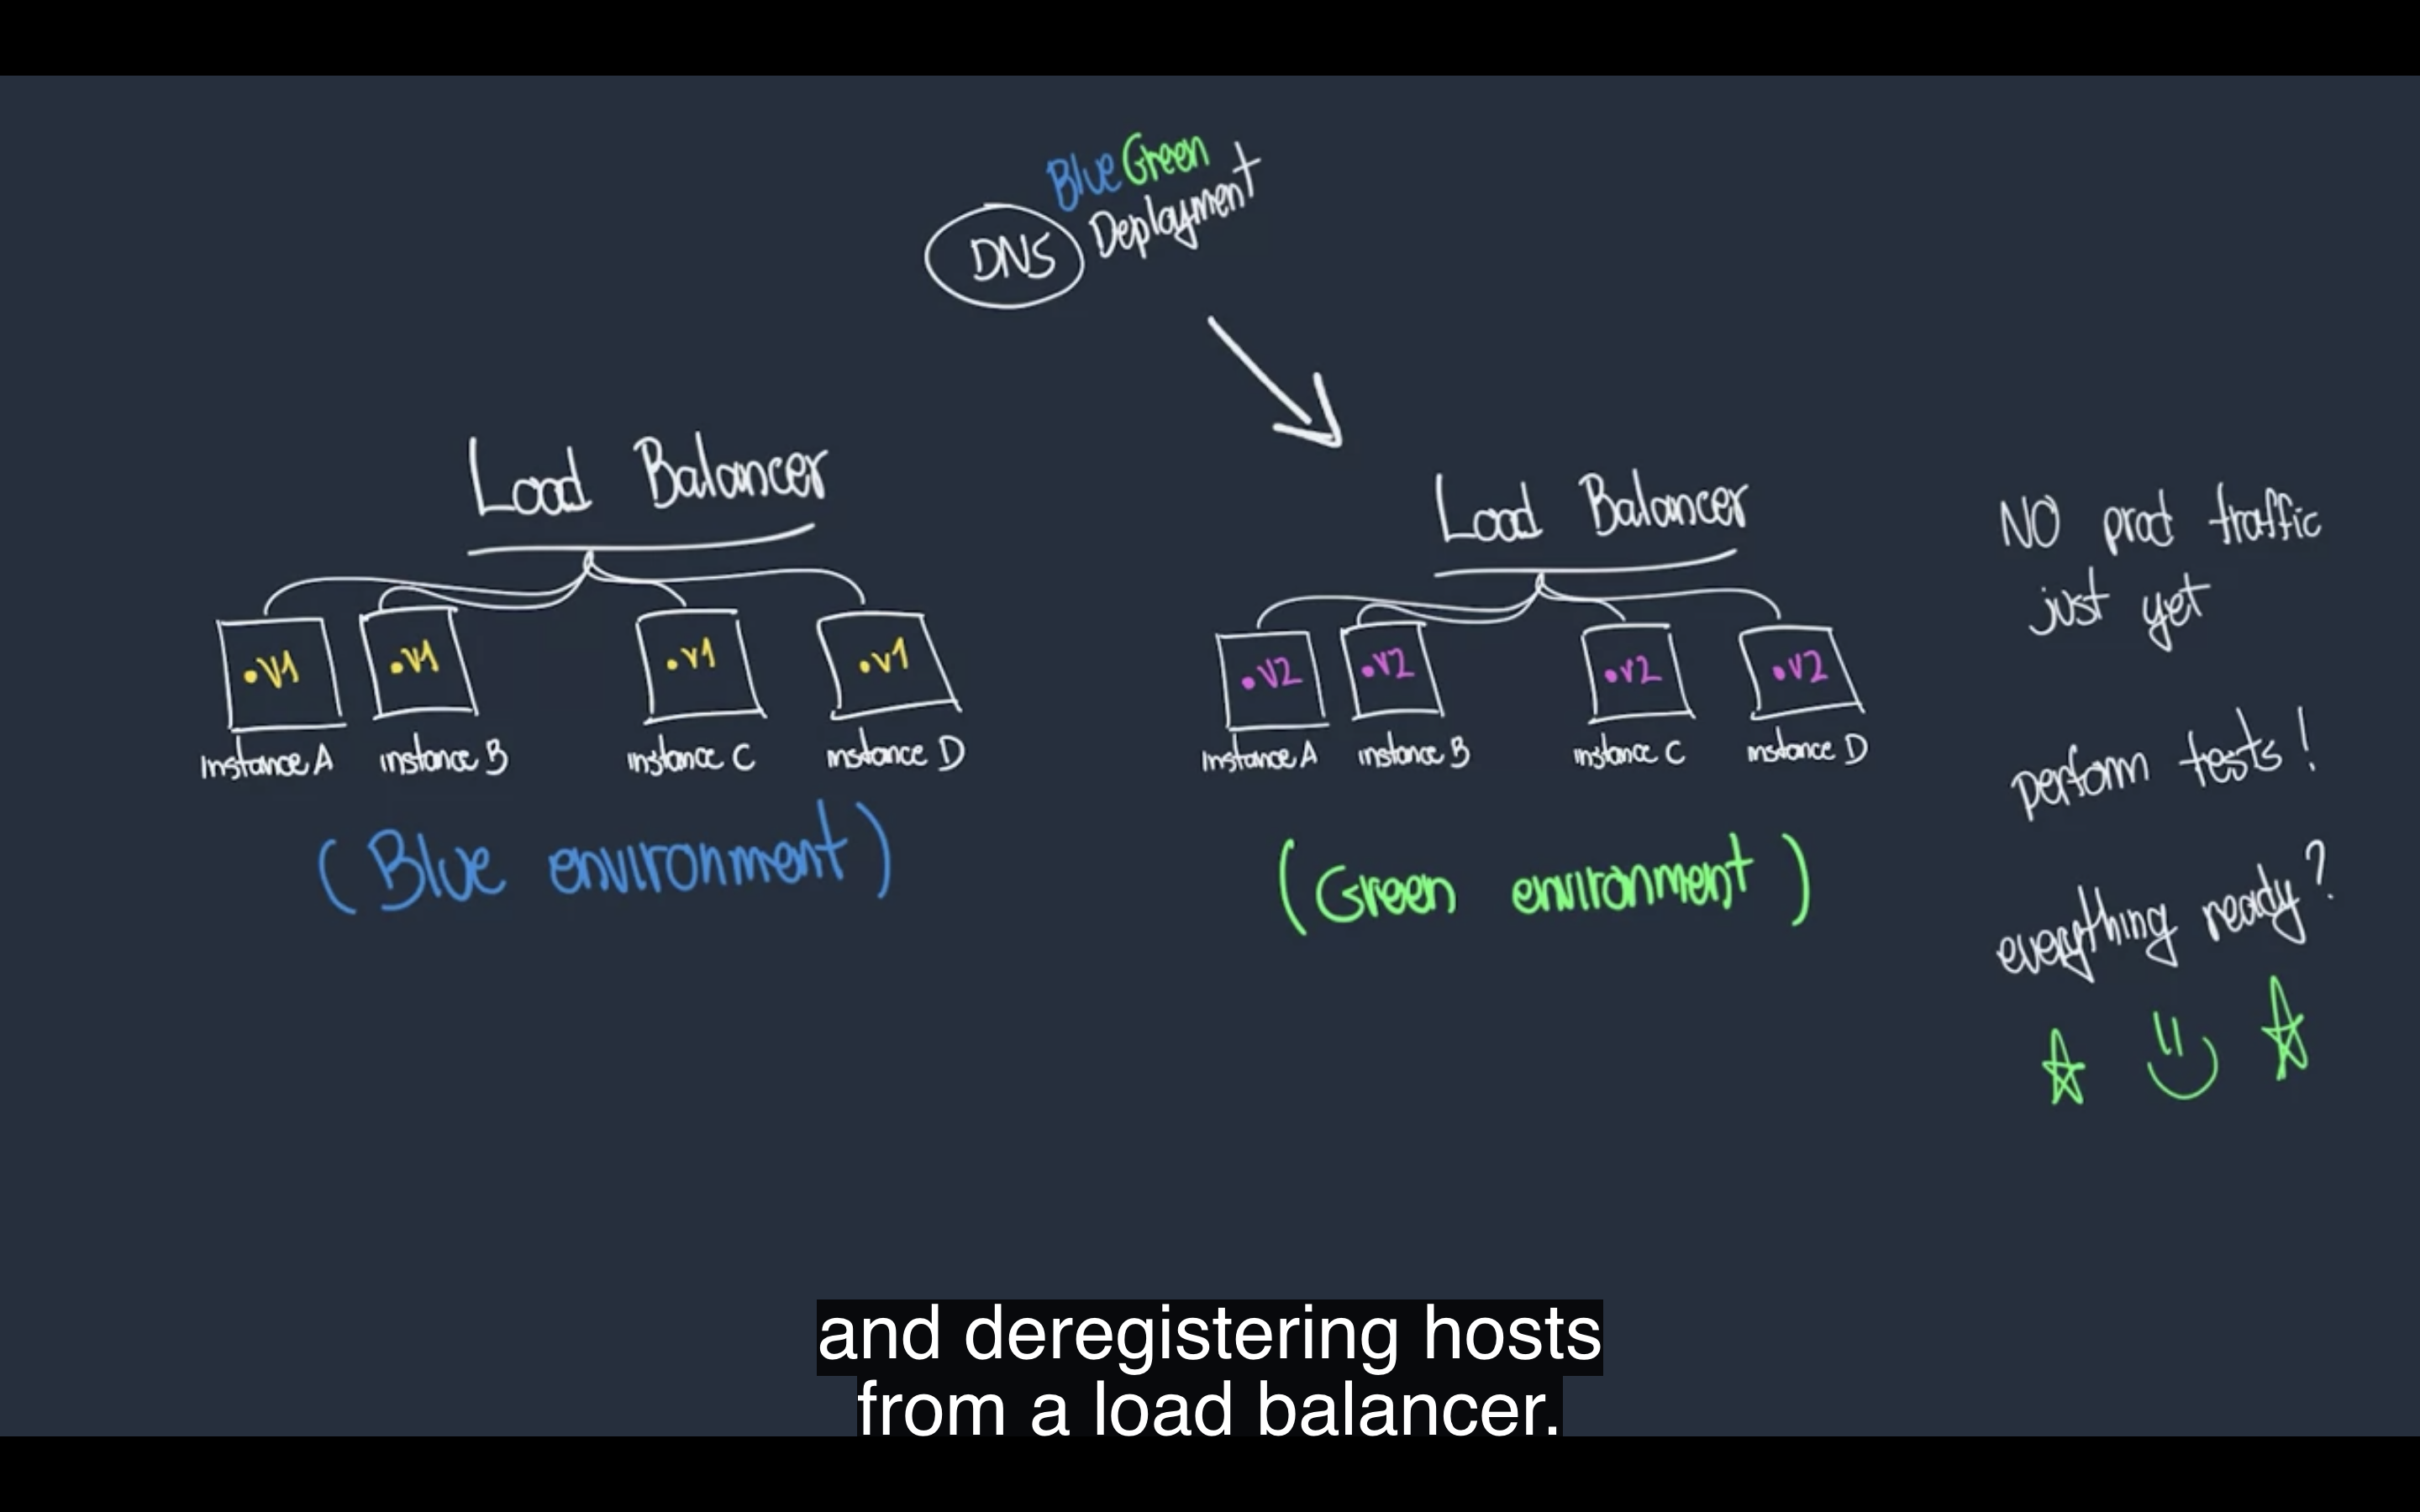 Blue Green
Deployment
DNS
Load Balancer
•V1
•V1
•V1
•V1
instance A
instance B
instance C
instance D
(Blue environment)
Load Balancer
•V2
•V2
•V2
•V2
instance A
instance B
instance C
instance D
(Green environment)
NO prod traffic
just yet
perform tests!
everything ready?
and deregistering hosts
from a load balancer.